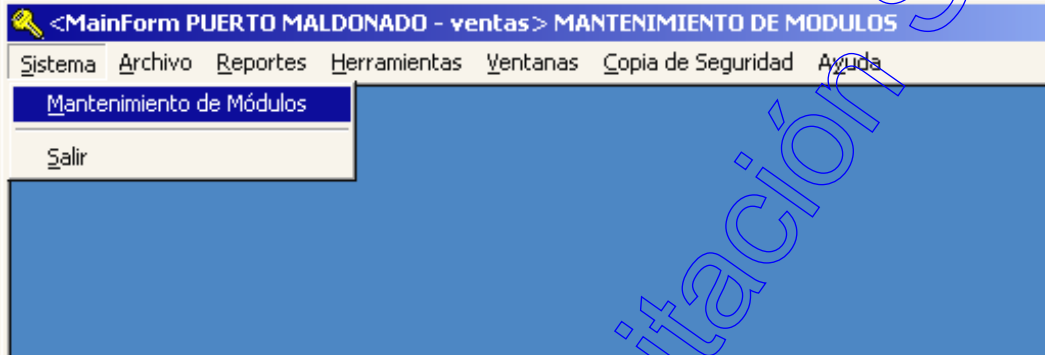 <MainForm PUERTO MALDONADO - ventas> MANTENIMIENTO DE MODULOS
Sistema Archivo Reportes Herramientas Ventanas Copia de Seguridad Ayuda
Mantenimiento de Módulos
Salir